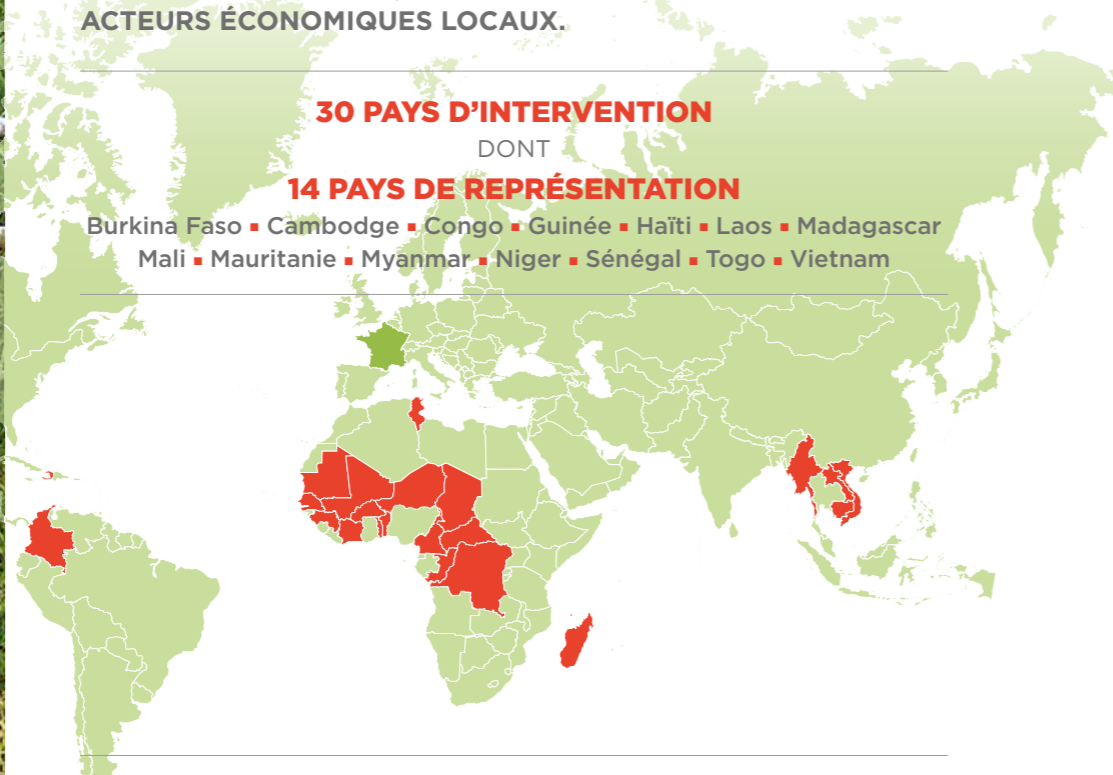 ACTEURS ÉCONOMIQUES LOCAUX.
30 PAYS D’INTERVENTION
DONT
14 PAYS DE REPRÉSENTATION
Burkina Faso ▪ Cambodge ▪ Congo ▪ Guinée ▪ Haïti ▪ Laos ▪ Madagascar
Mali ▪ Mauritanie ▪ Myanmar ▪ Niger ▪ Sénégal ▪ Togo ▪ Vietnam